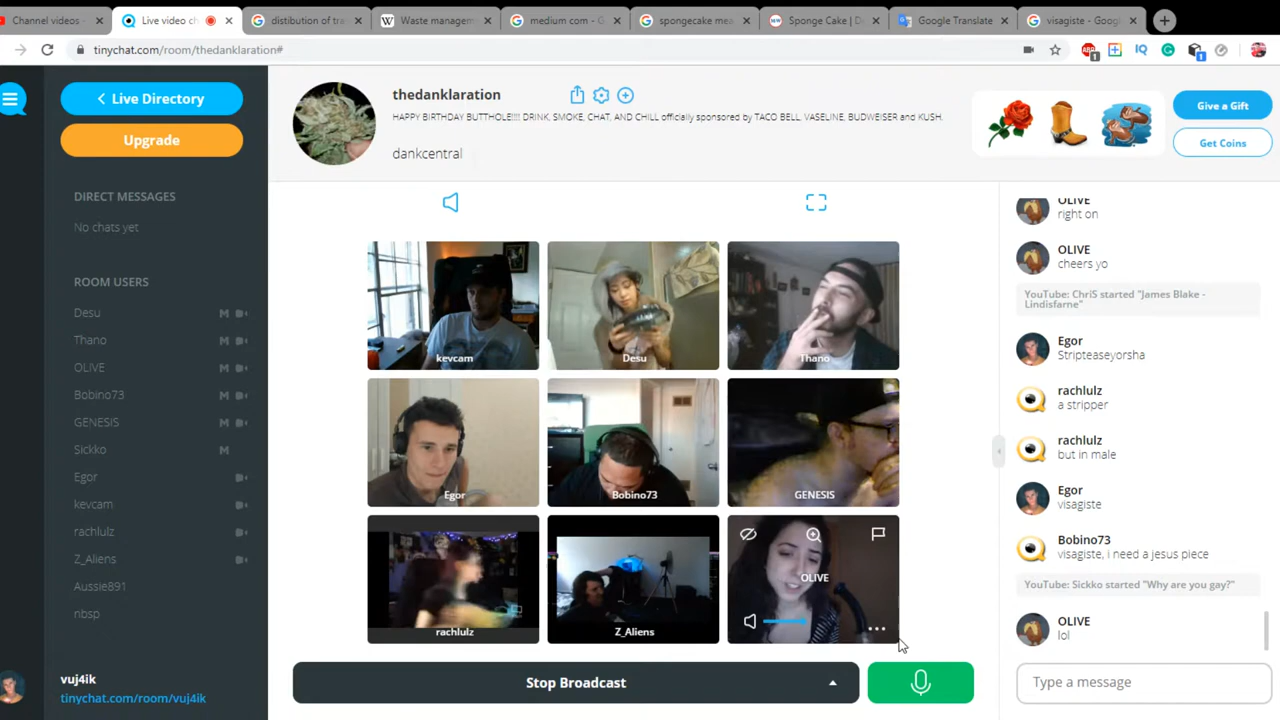 Channel videos -
Live video ch
distibution of tra
Waste managem
medium com - G
spongecake mea
Sponge Cake | D
Google Translate
visagiste - Googl
tinychat.com/room/thedanklaration#
Live Directory
Upgrade
DIRECT MESSAGES
No chats yet
ROOM USERS
Desu M
Thano M
OLIVE M
Bobino73 M
GENESIS M
Sickko M
Egor
kevcam
rachlulz
Z_Aliens
Aussie891
nbsp
vuj4ik
tinychat.com/room/vuj4ik
thedanklaration
HAPPY BIRTHDAY BUTTHOLE!!!! DRINK, SMOKE, CHAT, AND CHILL officially sponsored by TACO BELL, VASELINE, BUDWEISER and KUSH.
dankcentral
Give a Gift
Get Coins
kevcam
Desu
Thano
Egor
Bobino73
GENESIS
rachlulz
Z_Aliens
OLIVE
Stop Broadcast
OLIVE
right on
OLIVE
cheers yo
YouTube: ChriS started "James Blake -
Lindisfarne"
Egor
Stripteaseyorsha
rachlulz
a stripper
rachlulz
but in male
Egor
visagiste
Bobino73
visagiste, i need a jesus piece
YouTube: Sickko started "Why are you gay?"
OLIVE
lol
Type a message